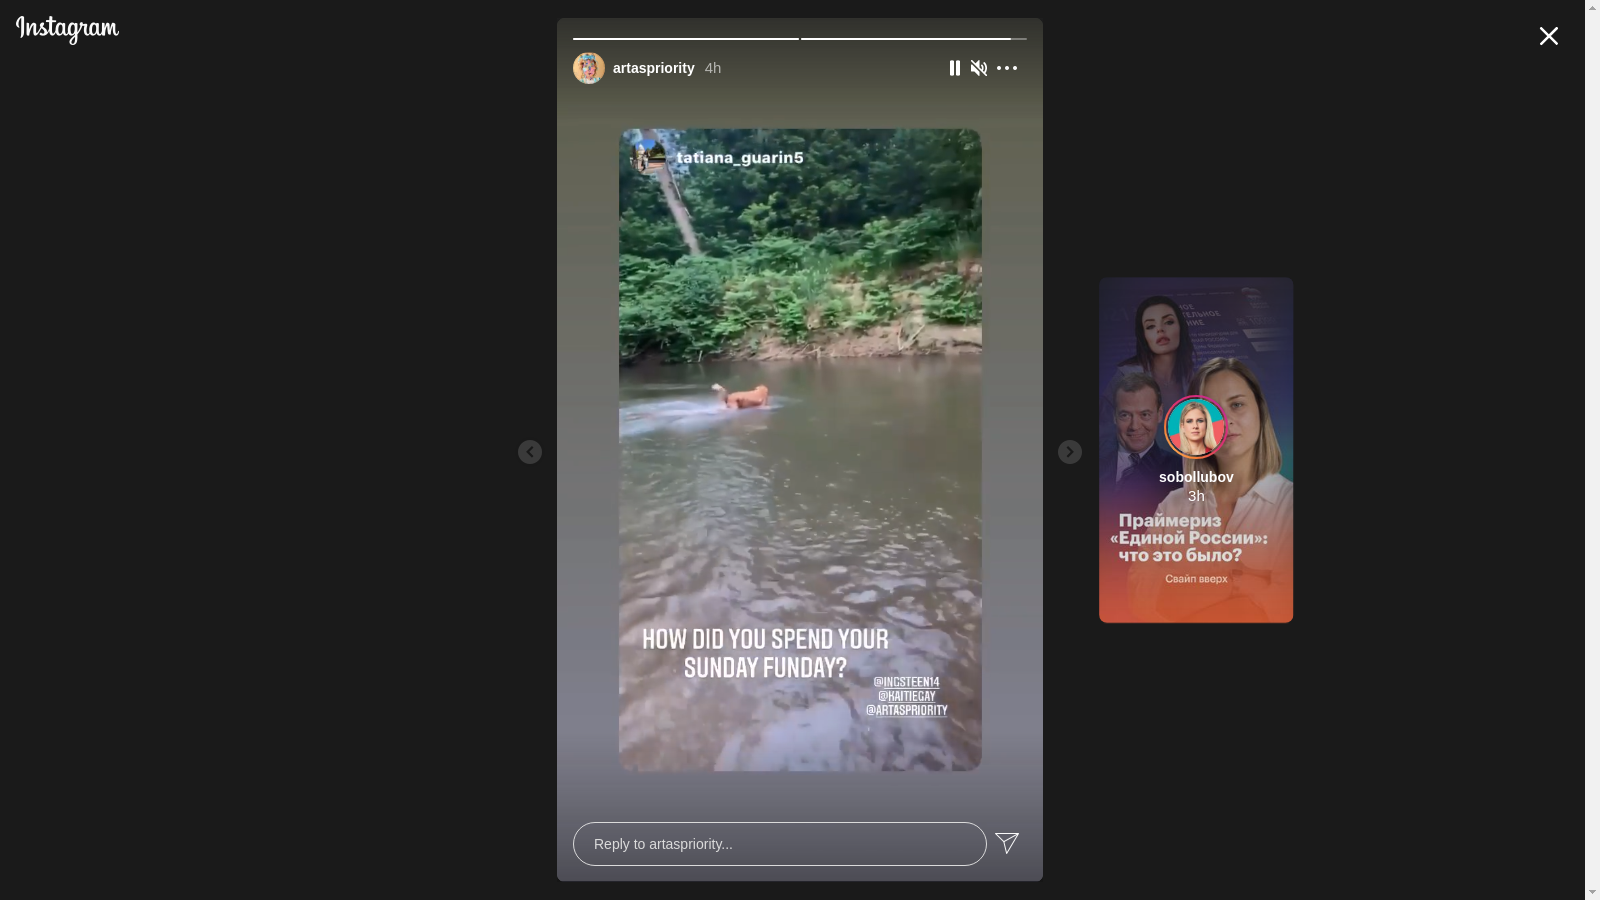 Instagram
artaspriority 4h
tatiana_guarin5
HOW DID YOU SPEND YOUR
SUNDAY FUNDAY?
@INGSTEEN14
@KAITIEGAY
@ARTASPRIORITY
Reply to artaspriority...
sobollubov
3h
Праймериз
«Единой России»:
что это было?
Свайп вверх